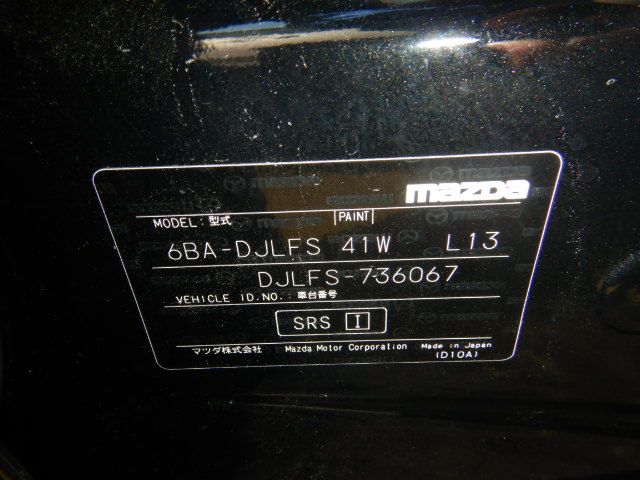 mazda
MODEL: 型式 PAINT
6BA-DJLFS 41W L13
DJLFS-736067
VEHICLE ID.NO.: 車台番号
SRS I
マツダ株式会社 Mazda Motor Corporation Made in Japan
(D10A)